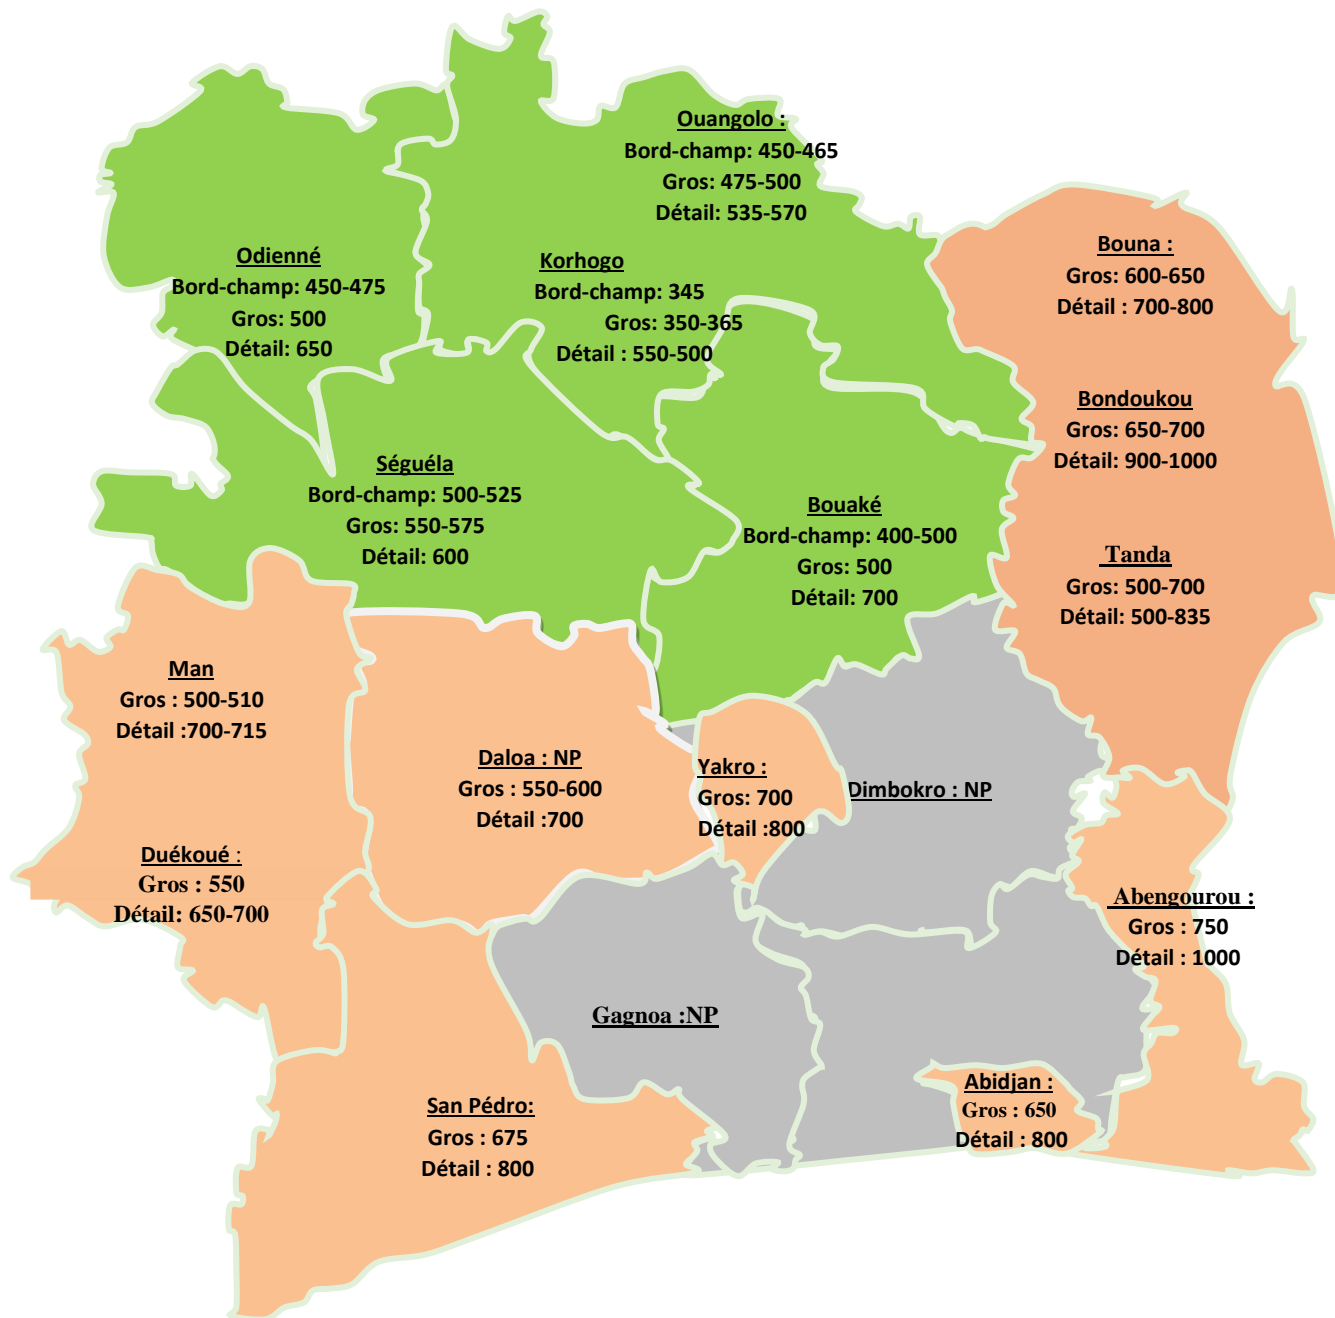 Ouangolo :
Bord-champ: 450-465
Gros: 475-500
Détail: 535-570
Odienné
Bord-champ: 450-475
Gros: 500
Détail: 650
Korhogo
Bord-champ: 345
Gros: 350-365
Détail : 550-500
Bouna :
Gros: 600-650
Détail : 700-800
Bondoukou
Gros: 650-700
Détail: 900-1000
Séguéla
Bord-champ: 500-525
Gros: 550-575
Détail: 600
Bouaké
Bord-champ: 400-500
Gros: 500
Détail: 700
Tanda
Gros: 500-700
Détail: 500-835
Man
Gros : 500-510
Détail :700-715
Daloa : NP
Gros : 550-600
Détail :700
Yakro :
Gros: 700
Détail :800
Dimbokro : NP
Duékoué :
Gros : 550
Détail: 650-700
Abengourou :
Gros : 750
Détail : 1000
Gagnoa :NP
San Pédro:
Gros : 675
Détail : 800
Abidjan :
Gros : 650
Détail : 800